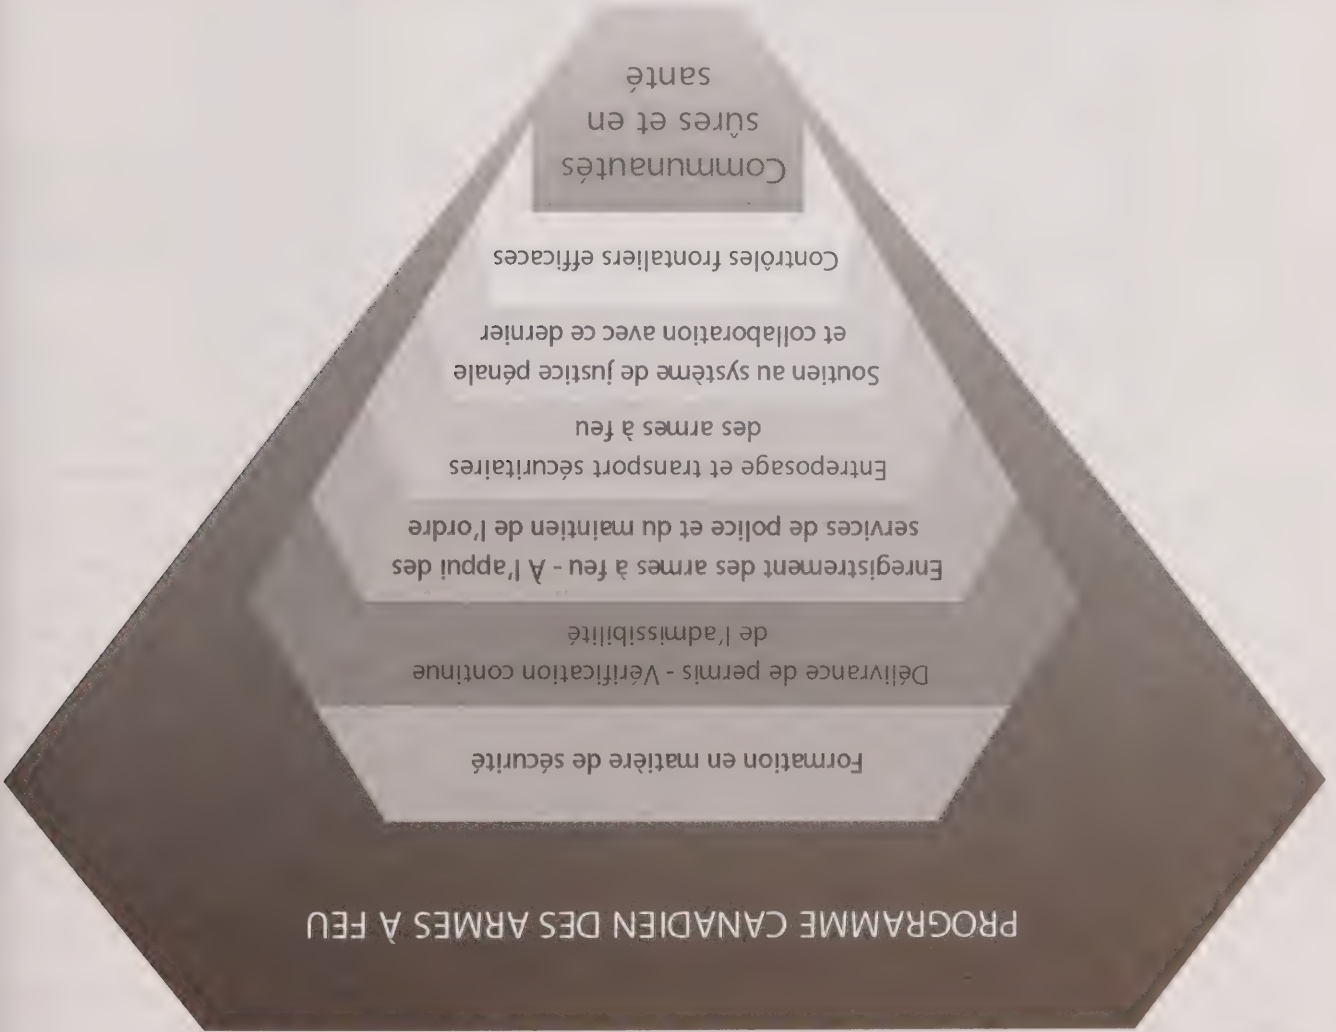 PROGRAMME CANADIEN DES ARMES À FEU
Formation en matière de sécurité
Délivrance de permis - Vérification continue
de l'admissibilité
Enregistrement des armes à feu - À l'appui des
services de police et du maintien de l'ordre
Entreposage et transport sécuritaires
des armes à feu
Soutien au système de justice pénale
et collaboration avec ce dernier
Contrôles frontaliers efficaces
Communautés
sûres et en
santé